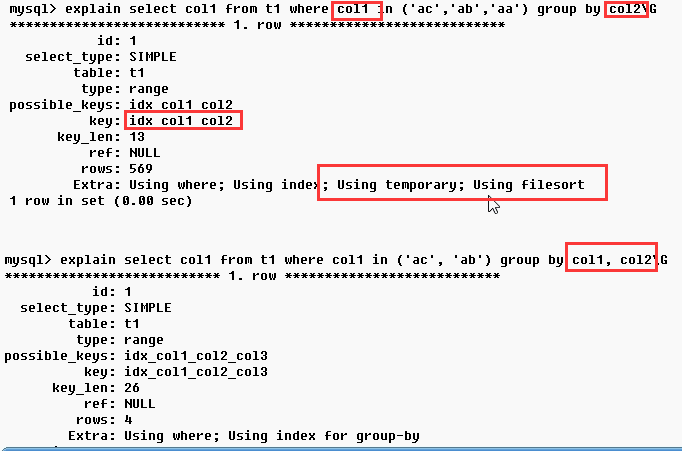 mysql> explain select col1 from t1 where col1 in ('ac','ab','aa') group by col2\G
*************************** 1. row ***************************
id: 1
select_type: SIMPLE
table: t1
type: range
possible_keys: idx_col1_col2
key: idx_col1_col2
key_len: 13
ref: NULL
rows: 569
Extra: Using where; Using index; Using temporary; Using filesort
1 row in set (0.00 sec)
mysql> explain select col1 from t1 where col1 in ('ac', 'ab') group by col1, col2\G
*************************** 1. row ***************************
id: 1
select_type: SIMPLE
table: t1
type: range
possible_keys: idx_col1_col2_col3
key: idx_col1_col2_col3
key_len: 26
ref: NULL
rows: 4
Extra: Using where; Using index for group-by